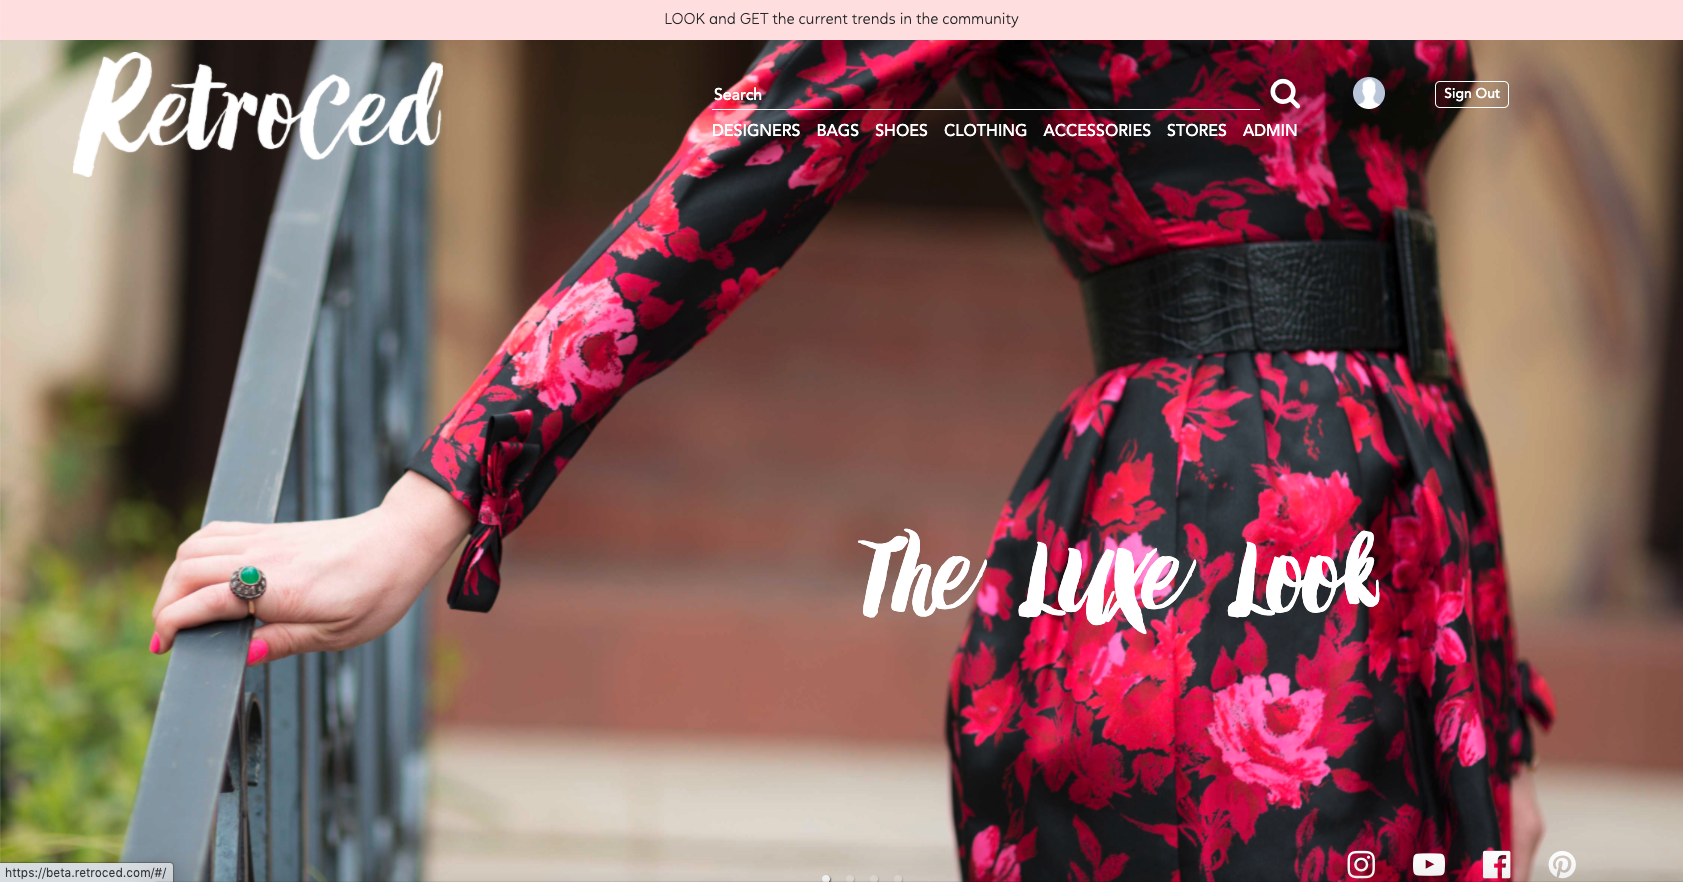 LOOK and GET the current trends in the community
RetroCed
Search
Sign Out
DESIGNERS BAGS SHOES CLOTHING ACCESSORIES STORES ADMIN
The Luxe Look
https://beta.retroced.com/#/